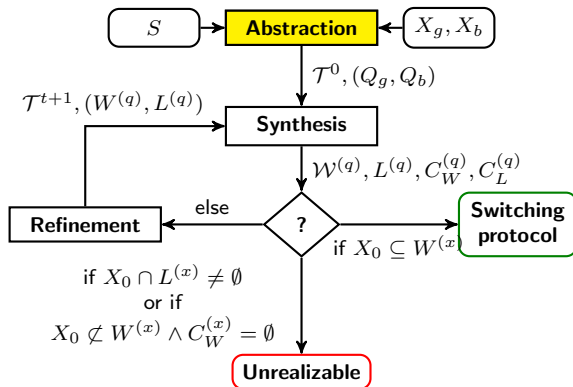 S
Abstraction
X_g, X_b
𝒯^0, (Q_g, Q_b)
𝒯^{t+1}, (W^{(q)}, L^{(q)})
Synthesis
𝒲^{(q)}, L^{(q)}, C_W^{(q)}, C_L^{(q)}
Refinement
else
?
Switching
protocol
if X_0 ⊆ W^{(x)}
if X_0 ∩ L^{(x)} ≠ ∅
or if
X_0 ⊄ W^{(x)} ∧ C_W^{(x)} = ∅
Unrealizable